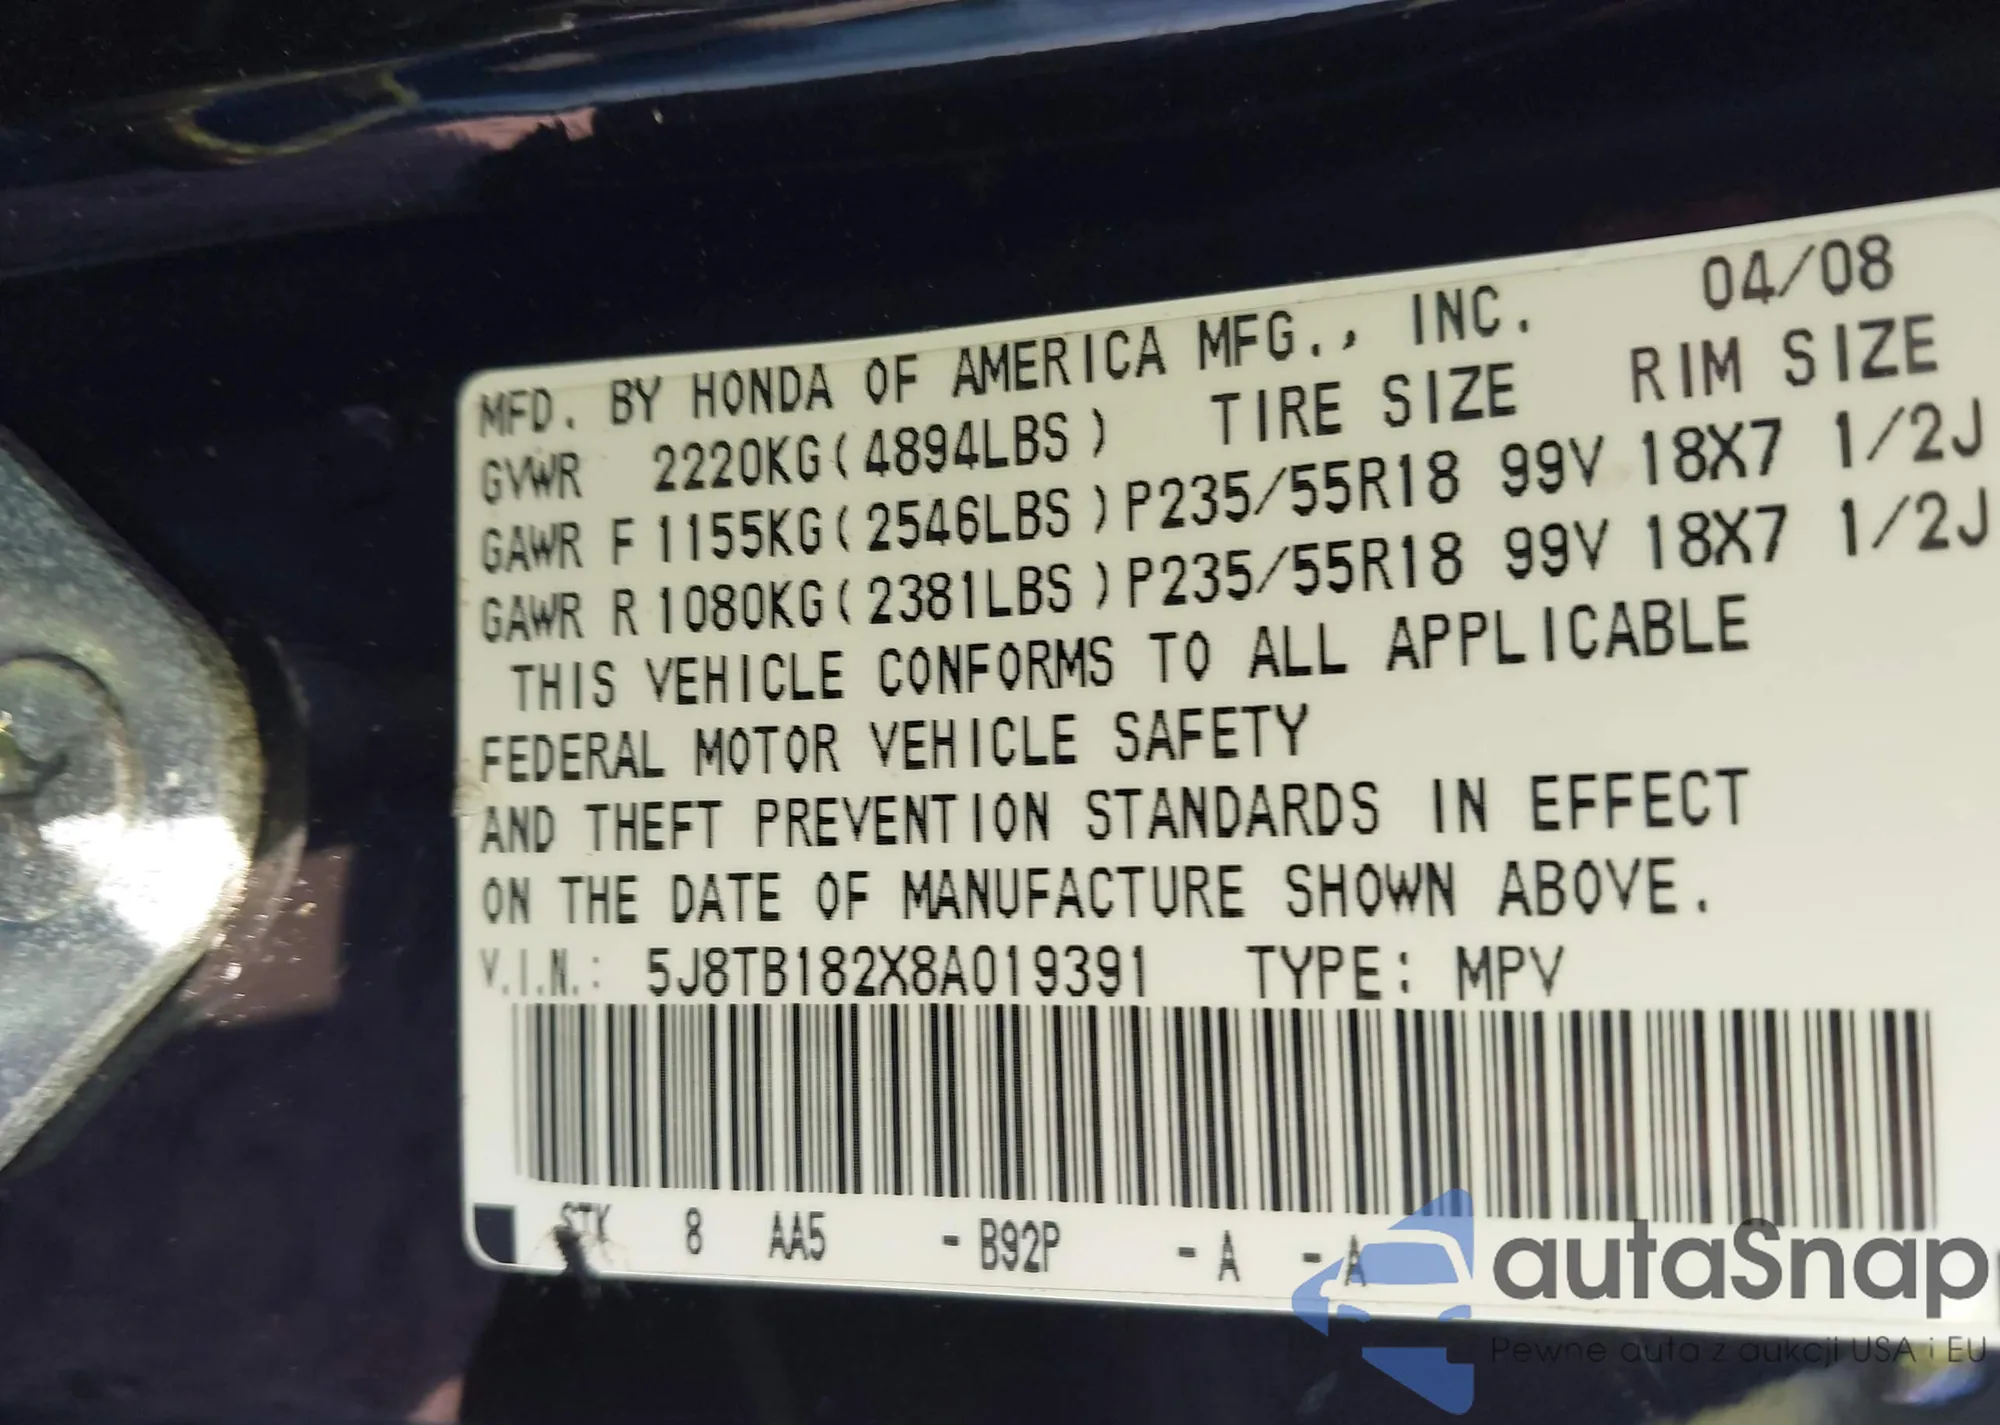 MFD. BY HONDA OF AMERICA MFG., INC. 04/08
GVWR 2220KG(4894LBS) TIRE SIZE RIM SIZE
GAWR F 1155KG(2546LBS)P235/55R18 99V 18X7 1/2J
GAWR R 1080KG(2381LBS)P235/55R18 99V 18X7 1/2J
THIS VEHICLE CONFORMS TO ALL APPLICABLE
FEDERAL MOTOR VEHICLE SAFETY
AND THEFT PREVENTION STANDARDS IN EFFECT
ON THE DATE OF MANUFACTURE SHOWN ABOVE.
V.I.N.: 5J8TB182X8A019391 TYPE: MPV
STK 8 AA5 - B92P - A - A
autaSnap
Pewne auta z aukcji USA i EU